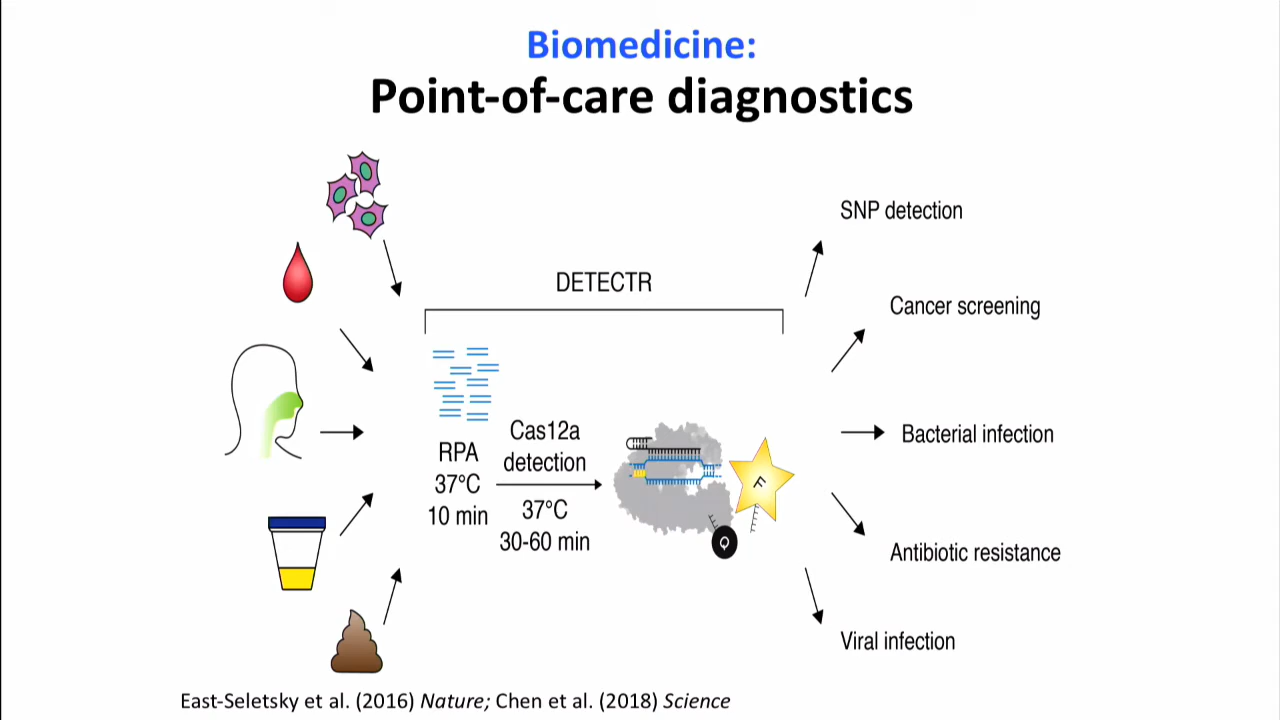 Biomedicine:
Point-of-care diagnostics
DETECTR
RPA
37°C
10 min
Cas12a
detection
37°C
30-60 min
F
Q
SNP detection
Cancer screening
Bacterial infection
Antibiotic resistance
Viral infection
East-Seletsky et al. (2016) Nature; Chen et al. (2018) Science